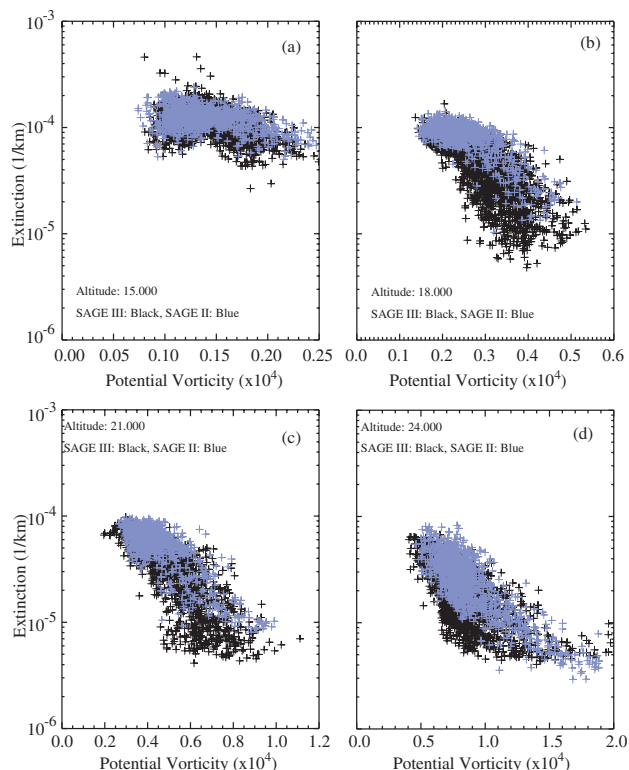 10^-3
(a)
10^-4
10^-5
10^-6
Extinction (1/km)
Altitude: 15.000
SAGE III: Black, SAGE II: Blue
0.00 0.05 0.10 0.15 0.20 0.25
Potential Vorticity (x10^4)
(b)
Altitude: 18.000
SAGE III: Black, SAGE II: Blue
0.1 0.2 0.3 0.4 0.5 0.6
Potential Vorticity (x10^4)
10^-3
Altitude: 21.000
(c)
SAGE III: Black, SAGE II: Blue
10^-4
10^-5
10^-6
Extinction (1/km)
0.0 0.2 0.4 0.6 0.8 1.0 1.2
Potential Vorticity (x10^4)
Altitude: 24.000
(d)
SAGE III: Black, SAGE II: Blue
0.0 0.5 1.0 1.5 2.0
Potential Vorticity (x10^4)